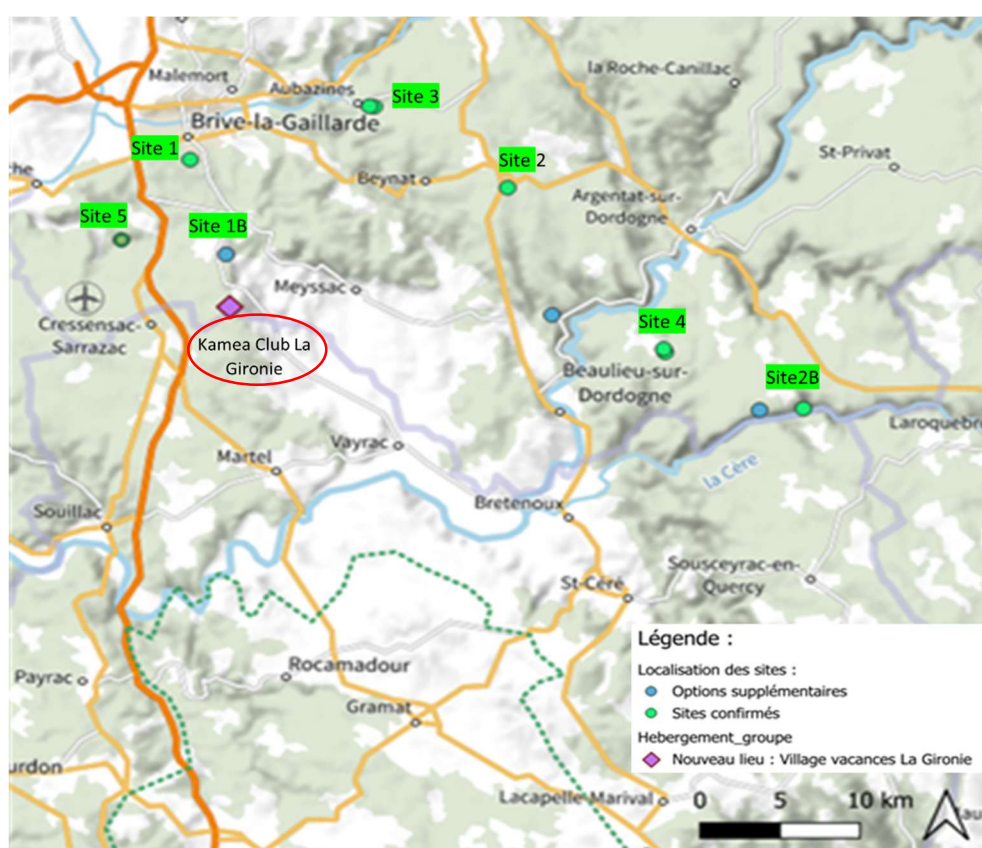 Malemort
Aubazines
Site 3
la Roche-Canillac
Brive-la-Gaillarde
Site 1
Site 2
St-Privat
che
Beynat
Argentat-sur-
Dordogne
Site 5
Site 1B
Meyssac
Cressensac-
Sarrazac
Kamea Club La
Gironie
Site 4
Beaulieu-sur-
Dordogne
Site2B
Laroquebr
Vayrac
Martel
la Cère
Souillac
Bretenoux
Sousceyrac-en-
Quercy
St-Céré
Légende :
Localisation des sites :
Options supplémentaires
Sites confirmés
Hebergement_groupe
Nouveau lieu : Village vacances La Gironie
Rocamadour
Payrac
Gramat
urdon
Lacapelle-Marival
0 5 10 km